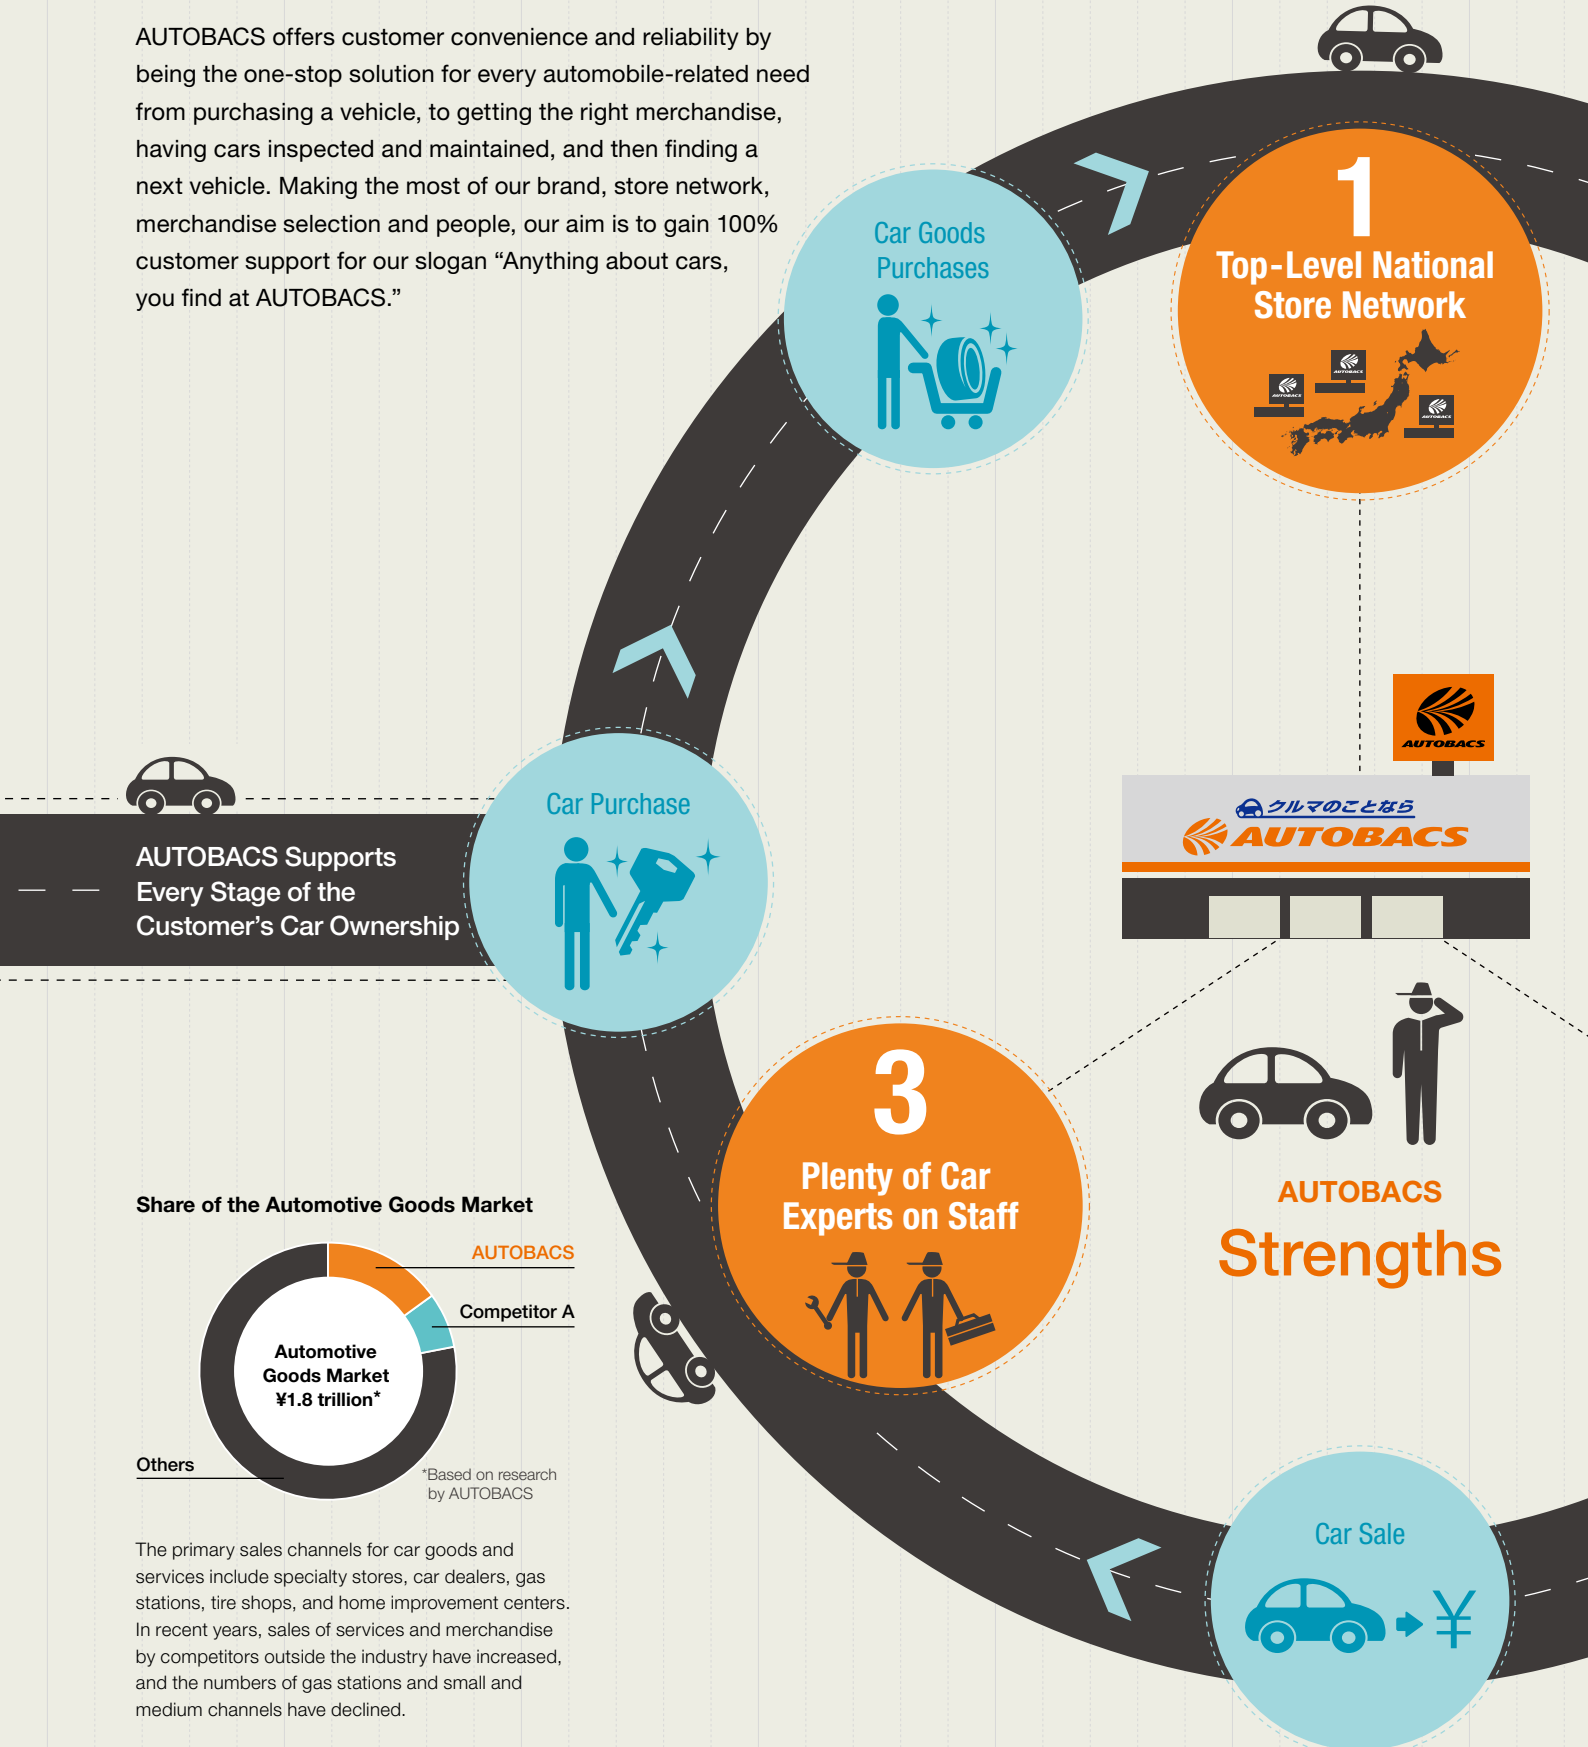 AUTOBACS offers customer convenience and reliability by
being the one-stop solution for every automobile-related need
from purchasing a vehicle, to getting the right merchandise,
having cars inspected and maintained, and then finding a
next vehicle. Making the most of our brand, store network,
merchandise selection and people, our aim is to gain 100%
customer support for our slogan “Anything about cars,
you find at AUTOBACS.”
Car Goods
Purchases
1
Top-Level National
Store Network
AUTOBACS
AUTOBACS
AUTOBACS
AUTOBACS
クルマのことなら
AUTOBACS
Car Purchase
AUTOBACS Supports
Every Stage of the
Customer’s Car Ownership
3
Plenty of Car
Experts on Staff
AUTOBACS
Strengths
Car Sale
¥
Share of the Automotive Goods Market
AUTOBACS
Competitor A
Automotive
Goods Market
¥1.8 trillion*
Others
*Based on research
by AUTOBACS
The primary sales channels for car goods and
services include specialty stores, car dealers, gas
stations, tire shops, and home improvement centers.
In recent years, sales of services and merchandise
by competitors outside the industry have increased,
and the numbers of gas stations and small and
medium channels have declined.